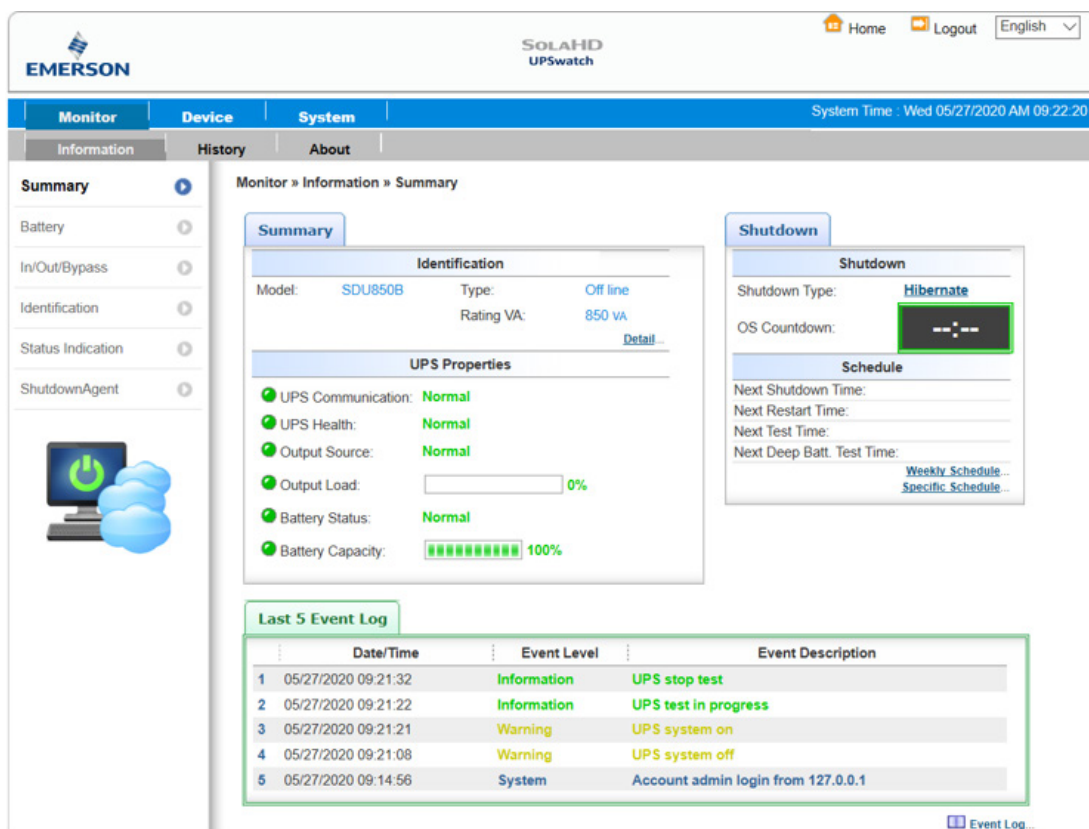 Home Logout English
EMERSON
SOLAHD
UPSwatch
Monitor Device System System Time : Wed 05/27/2020 AM 09:22:20
Information History About
Summary
Battery
In/Out/Bypass
Identification
Status Indication
ShutdownAgent
Monitor » Information » Summary
Summary
Identification
Model: SDU850B Type: Off line
Rating VA: 850 VA
Detail...
UPS Properties
UPS Communication: Normal
UPS Health: Normal
Output Source: Normal
Output Load: 0%
Battery Status: Normal
Battery Capacity: 100%
Shutdown
Shutdown
Shutdown Type: Hibernate
OS Countdown: --:--
Schedule
Next Shutdown Time:
Next Restart Time:
Next Test Time:
Next Deep Batt. Test Time:
Weekly Schedule...
Specific Schedule...
Last 5 Event Log
Date/Time Event Level Event Description
1 05/27/2020 09:21:32 Information UPS stop test
2 05/27/2020 09:21:22 Information UPS test in progress
3 05/27/2020 09:21:21 Warning UPS system on
4 05/27/2020 09:21:08 Warning UPS system off
5 05/27/2020 09:14:56 System Account admin login from 127.0.0.1
Event Log...